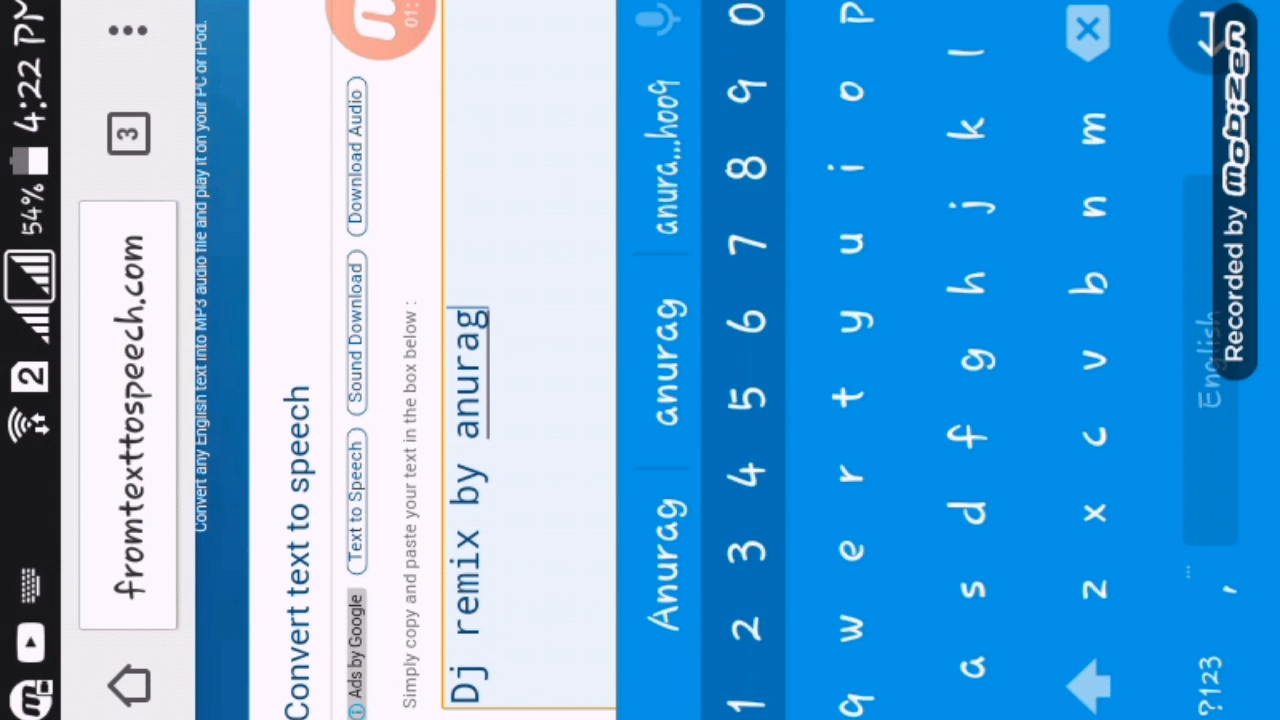 54% 4:22 PM
2
fromtexttospeech.com
3
Convert any English text into MP3 audio file and play it on your PC or iPod.
Convert text to speech
Ads by Google Text to Speech Sound Download Download Audio
01:
Simply copy and paste your text in the box below :
Dj remix by anurag
Anurag anurag anura...hoo9
1 2 3 4 5 6 7 8 9 0
q w e r t y u i o p
a s d f g h j k l
z x c v b n m
?123 , English
Recorded by mobizen